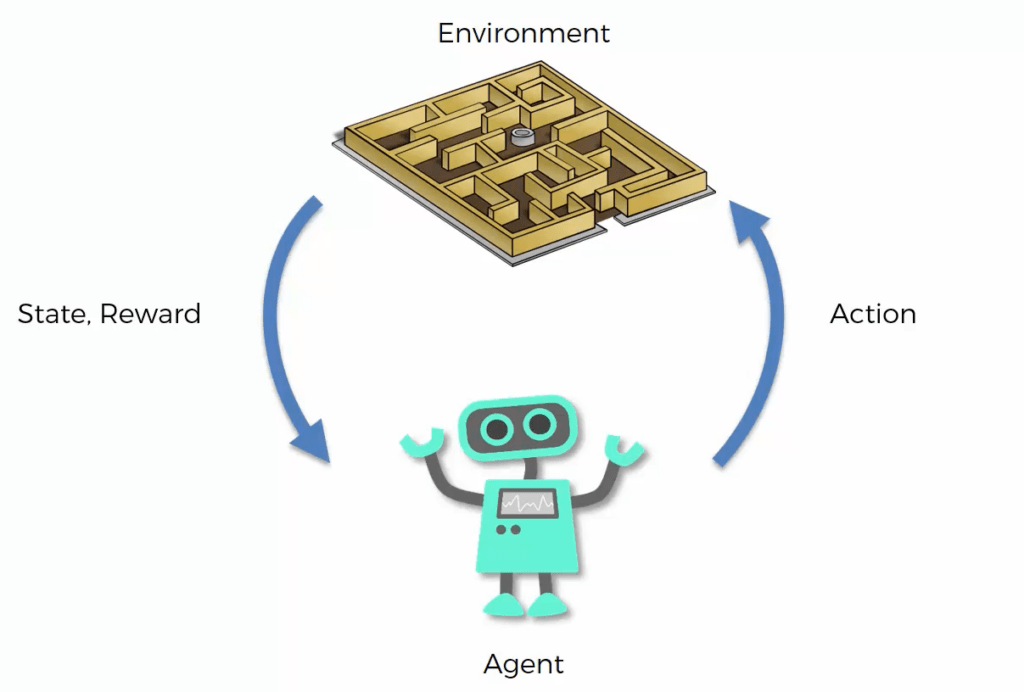 Environment
State, Reward
Action
Agent